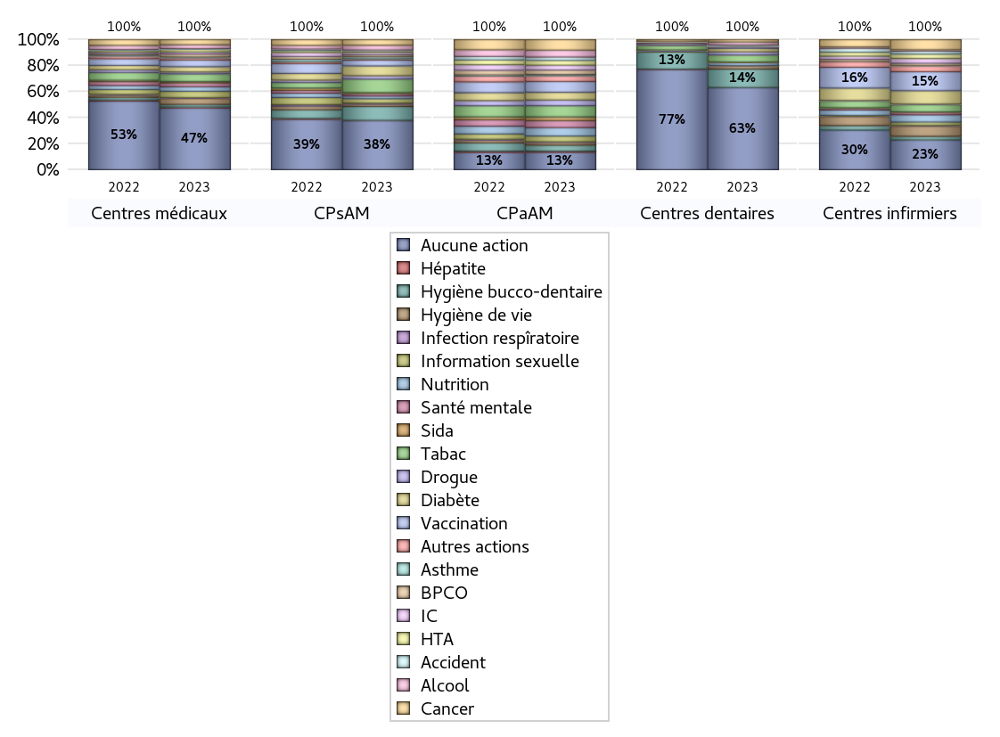 100% 100% 100% 100% 100% 100% 100% 100% 100% 100%
100%
80%
60%
40%
20%
0%
53% 47% 39% 38% 13% 13% 13% 77% 14% 63% 16% 30% 15% 23%
2022 2023 2022 2023 2022 2023 2022 2023 2022 2023
Centres médicaux CPsAM CPaAM Centres dentaires Centres infirmiers
Aucune action
Hépatite
Hygiène bucco-dentaire
Hygiène de vie
Infection respîratoire
Information sexuelle
Nutrition
Santé mentale
Sida
Tabac
Drogue
Diabète
Vaccination
Autres actions
Asthme
BPCO
IC
HTA
Accident
Alcool
Cancer